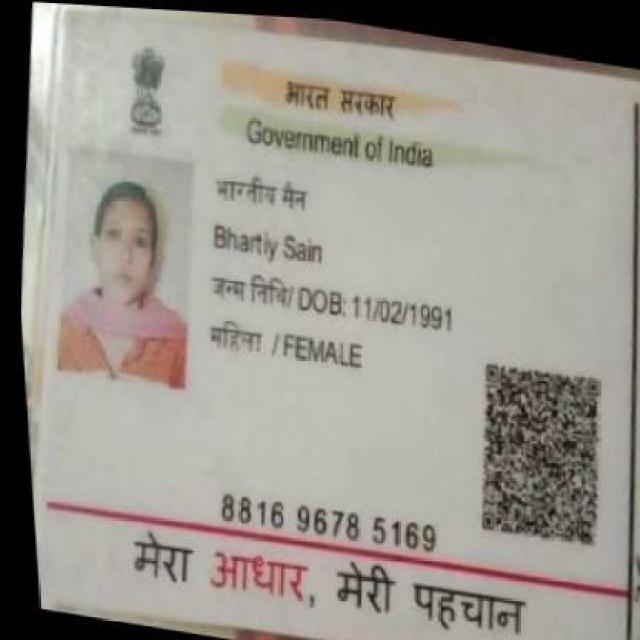 भारत सरकार
Government of India
भारतीय सैन
Bhartiy Sain
जन्म तिथि/ DOB: 11/02/1991
महिला / FEMALE
8816 9678 5169
मेरा आधार, मेरी पहचान